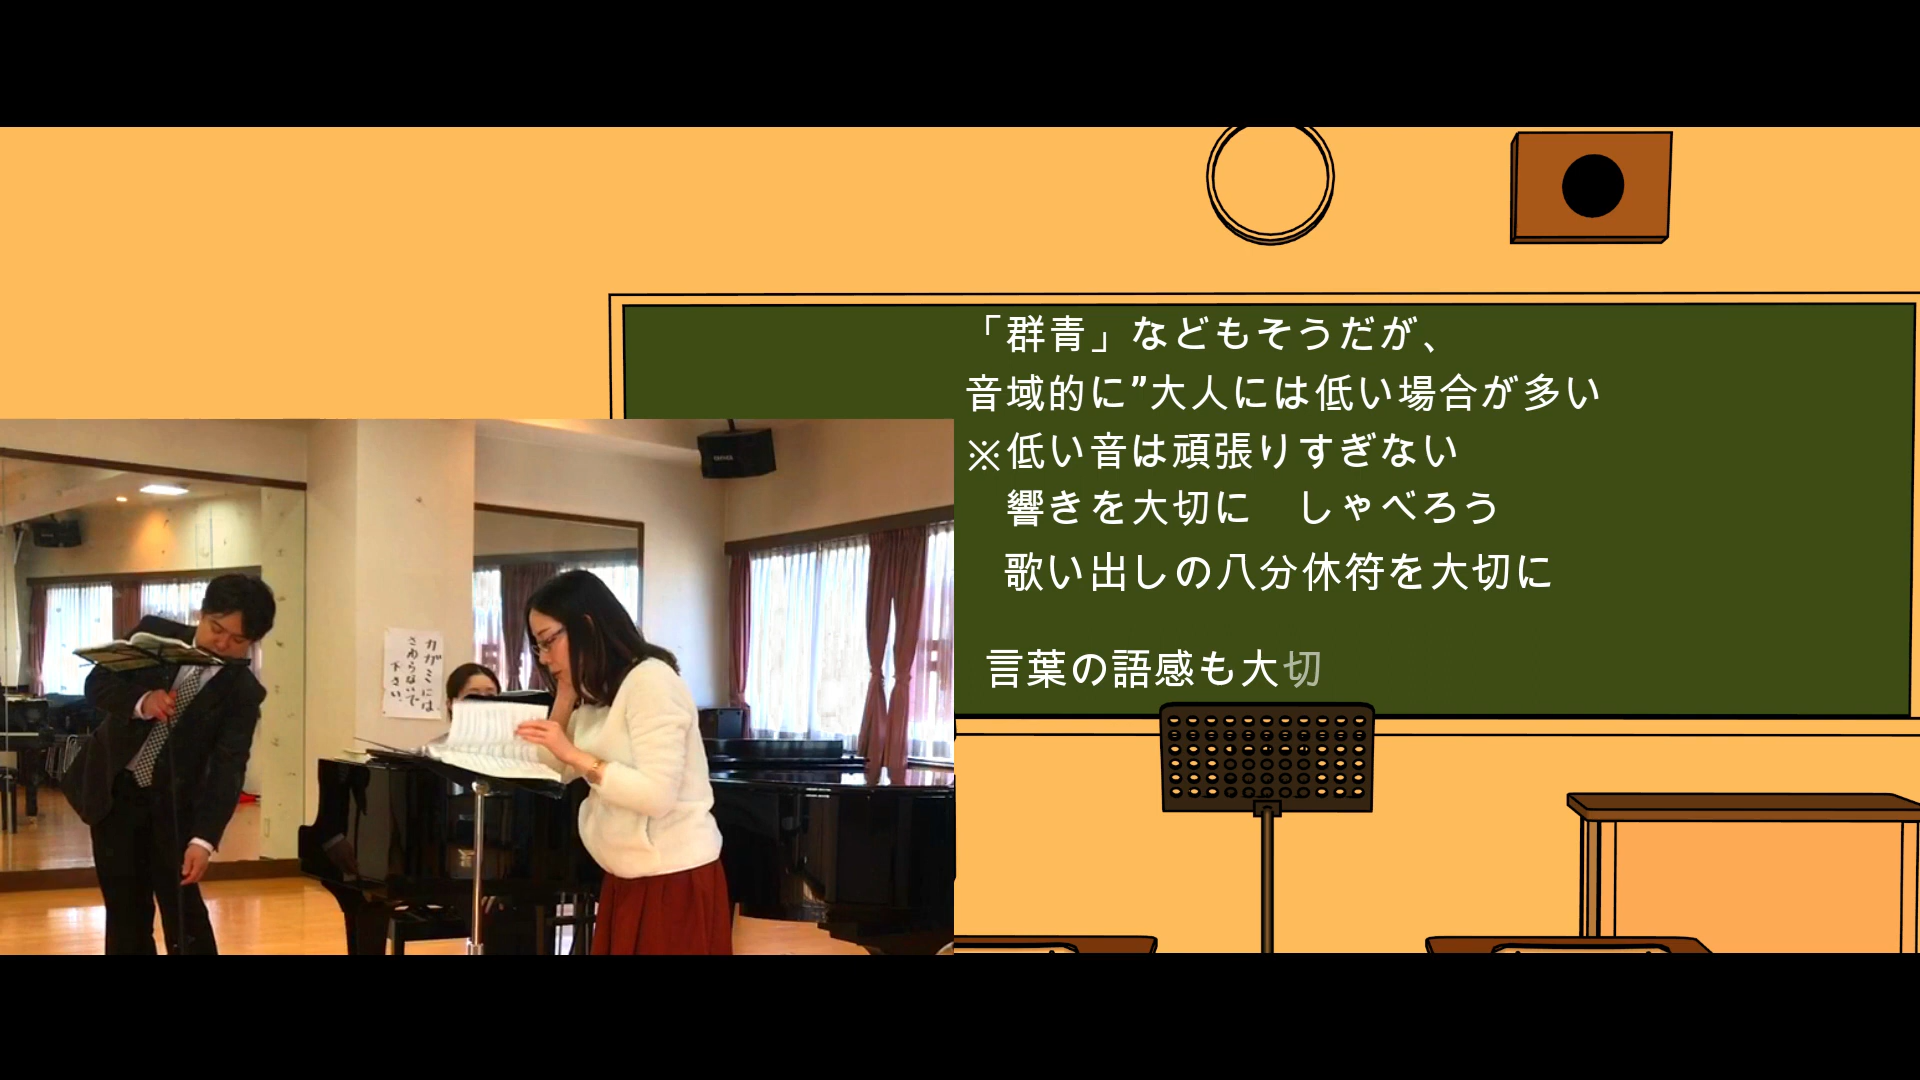 「群青」などもそうだが、
音域的に”大人には低い場合が多い
※低い音は頑張りすぎない
響きを大切に　しゃべろう
歌い出しの八分休符を大切に
言葉の語感も大切
カガミには
さわらないで
下さい。